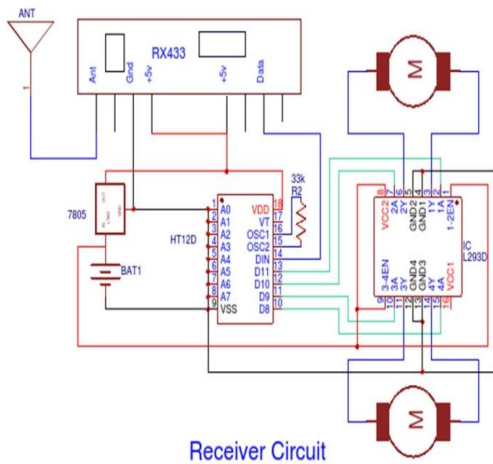 ANT
1
RX433
Ant
Gnd
+5v
+5v
Data
M
7805
BAT1
HT12D
33k
R2
1 A0 VDD 18
2 A1 VT 17
3 A2 OSC1 16
4 A3 OSC2 15
5 A4 DIN 14
6 A5 D11 13
7 A6 D10 12
8 A7 D9 11
9 VSS D8 10
8 7 6 5 4 3 2 1
VCC2 2A 2Y GND2 GND1 1Y 1A 1-2EN
IC
L293D
3-4EN 3A 3Y GND4 GND3 4Y 4A VCC1
9 10 11 12 13 14 15 16
M
Receiver Circuit